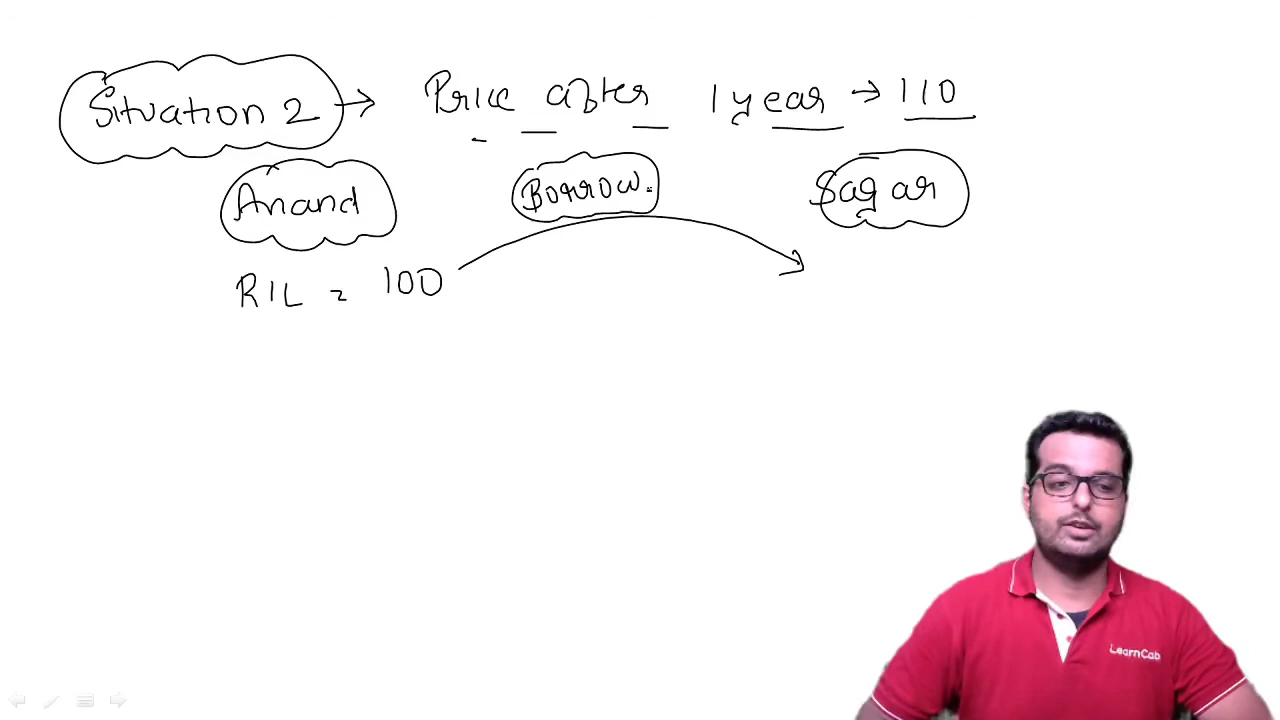 Situation 2 → Price after 1 year → 110
Anand Borrow. Sagar
RIL = 100
LearnCab